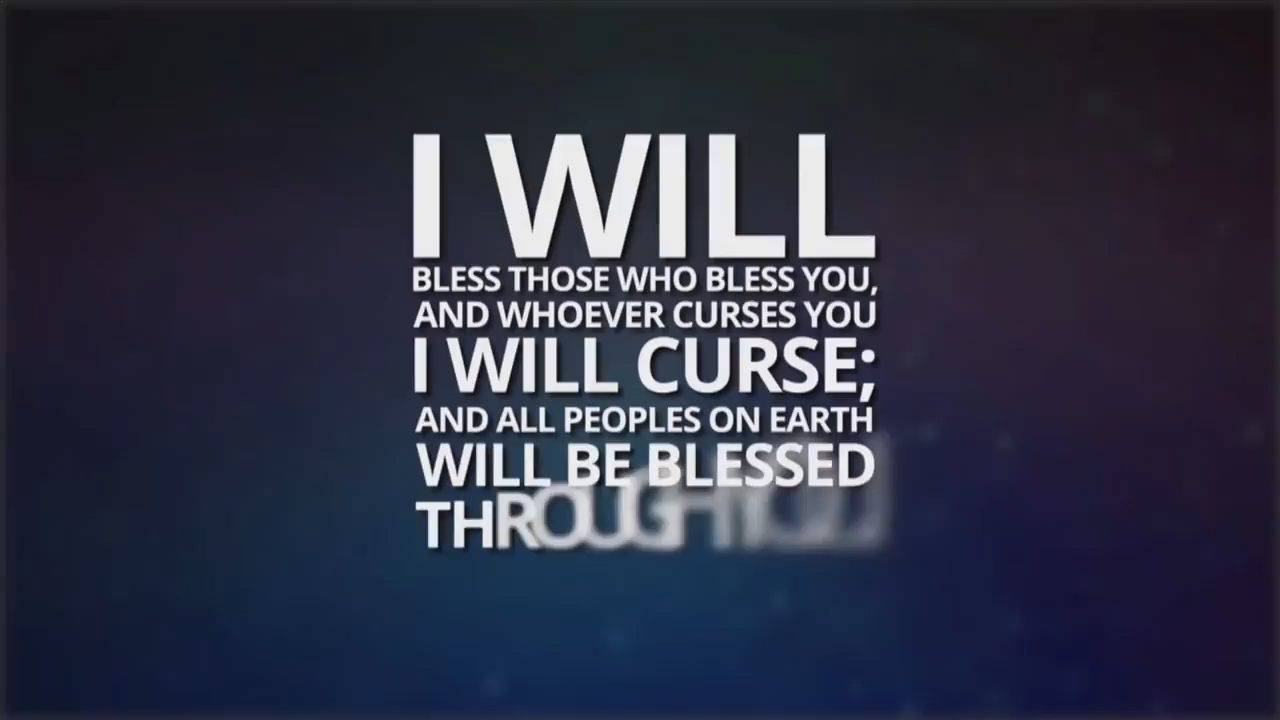 I WILL
BLESS THOSE WHO BLESS YOU,
AND WHOEVER CURSES YOU
I WILL CURSE;
AND ALL PEOPLES ON EARTH
WILL BE BLESSED
THROUGH YOU